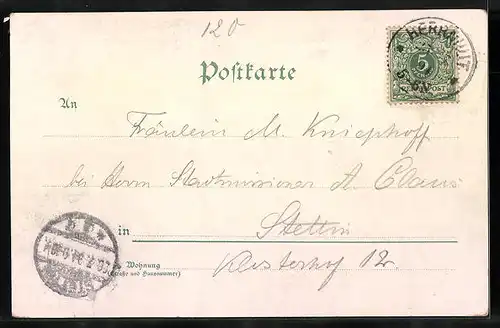 120
HERRNHUT
5
Postkarte
An
Fräulein M. Kniephoff
bei Herrn Stadtmissionar A. Claus
in Stettin
Wohnung
(Straße und Hausnummer)
Klosterhof 12.